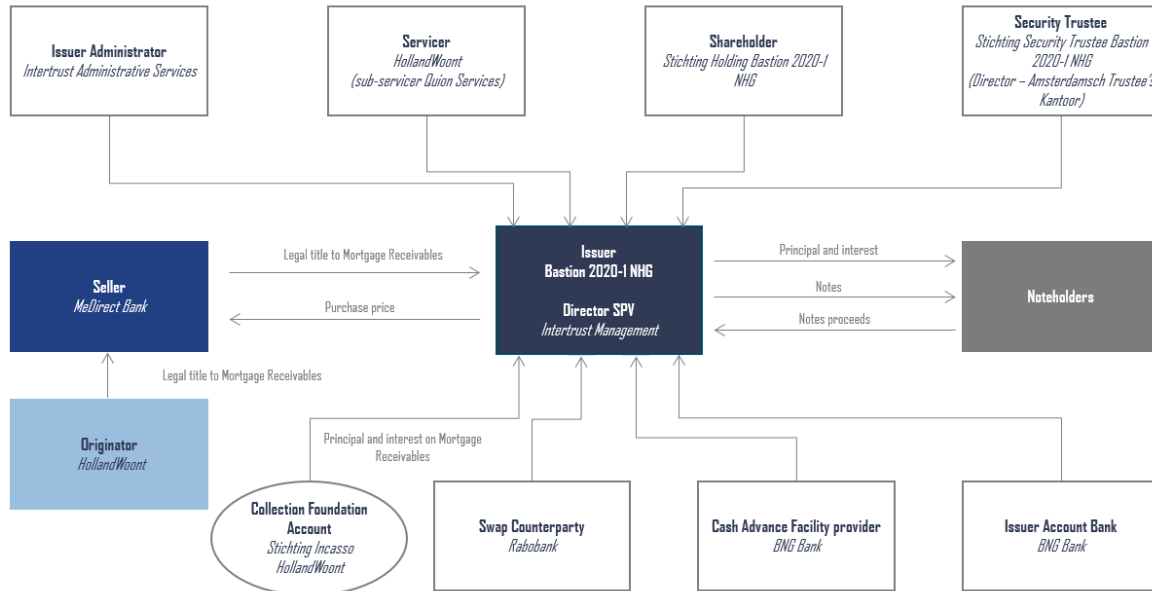 Issuer Administrator
Intertrust Administrative Services
Servicer
HollandWoont
(sub-servicer Quion Services)
Shareholder
Stichting Holding Bastion 2020-1
NHG
Security Trustee
Stichting Security Trustee Bastion
2020-1 NHG
(Director – Amsterdamsch Trustee's
Kantoor)
Seller
MeDirect Bank
Legal title to Mortgage Receivables
Purchase price
Issuer
Bastion 2020-1 NHG
Director SPV
Intertrust Management
Principal and interest
Notes
Notes proceeds
Noteholders
Legal title to Mortgage Receivables
Originator
HollandWoont
Principal and interest on Mortgage
Receivables
Collection Foundation
Account
Stichting Incasso
HollandWoont
Swap Counterparty
Rabobank
Cash Advance Facility provider
BNG Bank
Issuer Account Bank
BNG Bank